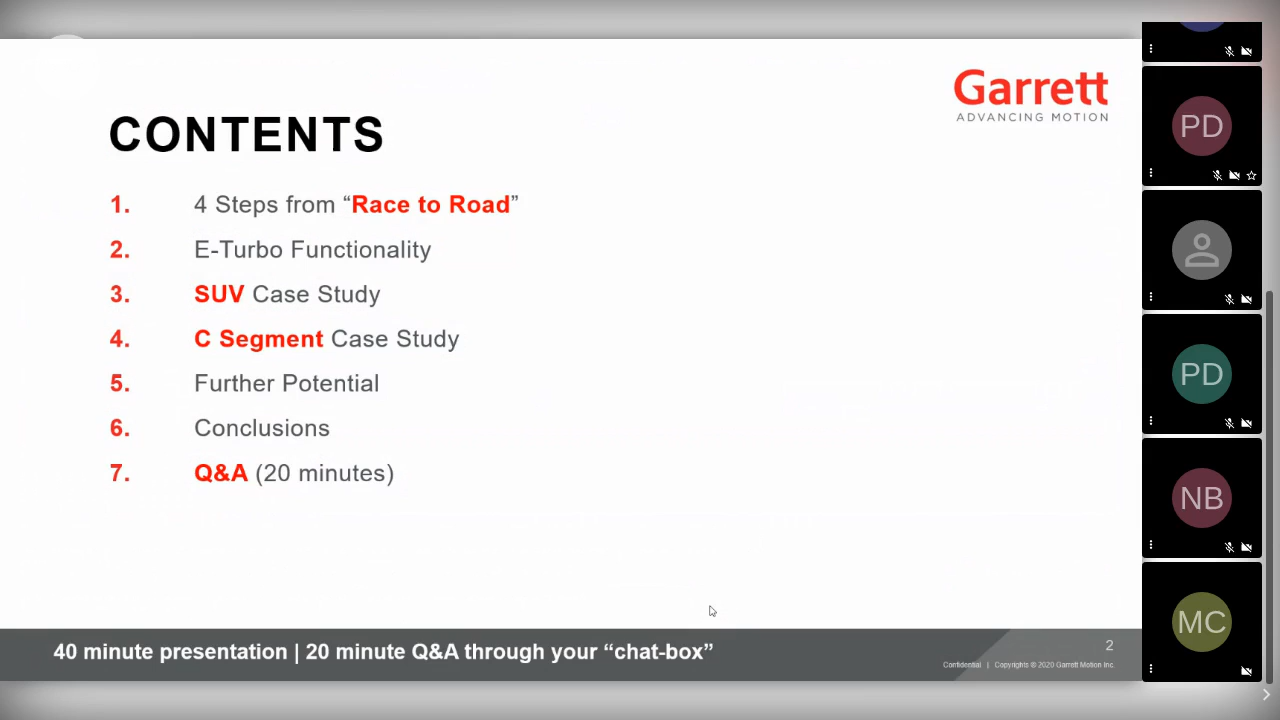 Garrett
ADVANCING MOTION
CONTENTS
1. 4 Steps from “Race to Road”
2. E-Turbo Functionality
3. SUV Case Study
4. C Segment Case Study
5. Further Potential
6. Conclusions
7. Q&A (20 minutes)
40 minute presentation | 20 minute Q&A through your “chat-box”
2
Confidential | Copyrights © 2020 Garrett Motion Inc
PD
PD
NB
MC